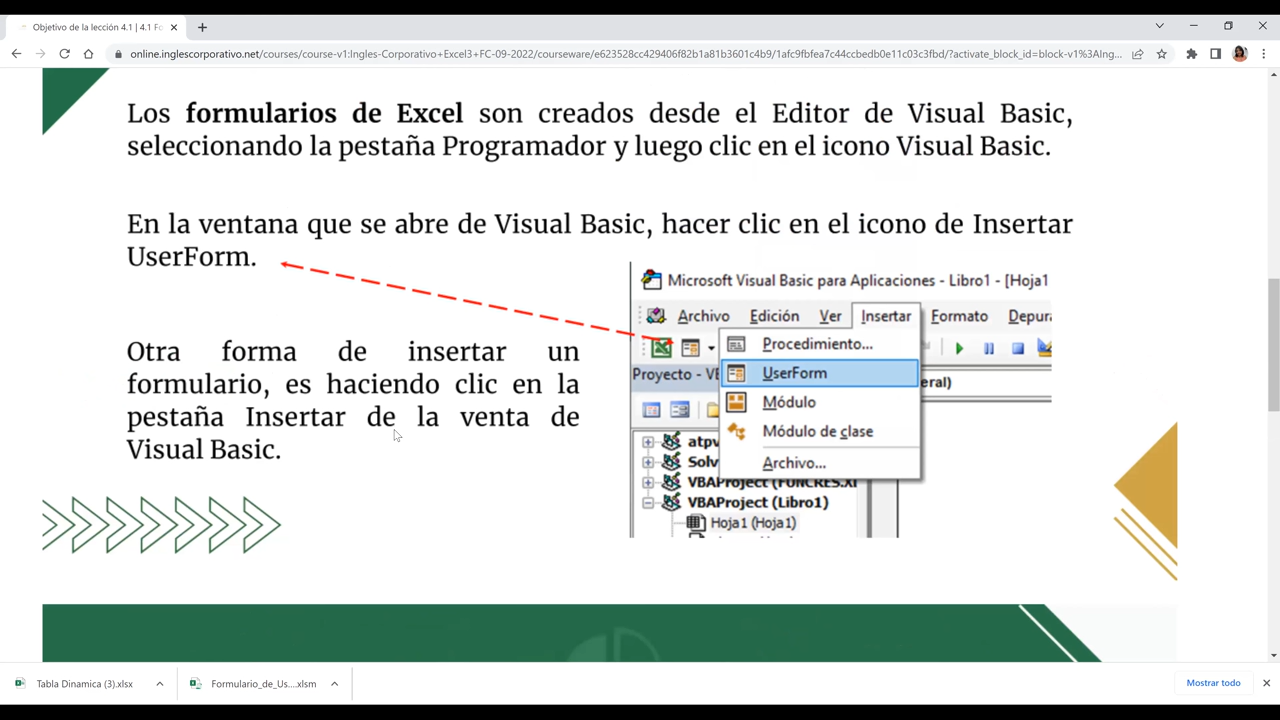 Objetivo de la lección 4.1 | 4.1 Fo
online.inglescorporativo.net/courses/course-v1:Ingles-Corporativo+Excel3+FC-09-2022/courseware/e623528cc429406f82b1a81b3601c4b9/1afc9fbfea7c44ccbedb0e11c03c3fbd/?activate_block_id=block-v1%3AIng...
Los formularios de Excel son creados desde el Editor de Visual Basic,
seleccionando la pestaña Programador y luego clic en el icono Visual Basic.
En la ventana que se abre de Visual Basic, hacer clic en el icono de Insertar
UserForm.
Otra forma de insertar un
formulario, es haciendo clic en la
pestaña Insertar de la venta de
Visual Basic.
Microsoft Visual Basic para Aplicaciones - Libro1 - [Hoja1
Archivo Edición Ver Insertar Formato Depura
Procedimiento...
Proyecto - VB
UserForm
eral)
Módulo
Módulo de clase
atpv
Solv
Archivo...
VBAProject (FUNCRES.XL
VBAProject (Libro1)
Hoja1 (Hoja1)
Tabla Dinamica (3).xlsx
Formulario_de_Us....xlsm
Mostrar todo